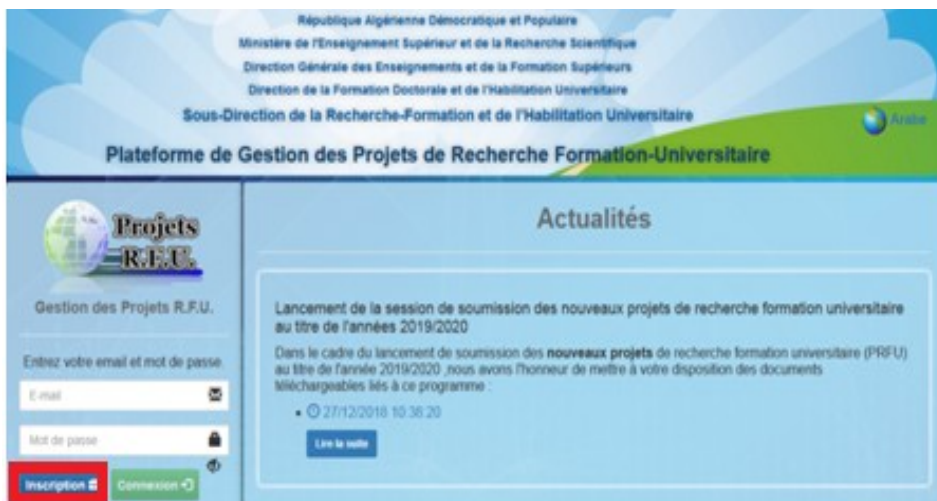 République Algérienne Démocratique et Populaire
Ministère de l'Enseignement Supérieur et de la Recherche Scientifique
Direction Générale des Enseignements et de la Formation Supérieurs
Direction de la Formation Doctorale et de l'Habilitation Universitaire
Sous-Direction de la Recherche-Formation et de l'Habilitation Universitaire
Arabe
Plateforme de Gestion des Projets de Recherche Formation-Universitaire
Projets
R.F.U.
Gestion des Projets R.F.U.
Entrez votre email et mot de passe
E-mail
Mot de passe
Inscription
Connexion
Actualités
Lancement de la session de soumission des nouveaux projets de recherche formation universitaire
au titre de l'années 2019/2020
Dans le cadre du lancement de soumission des nouveaux projets de recherche formation universitaire (PRFU)
au titre de l'année 2019/2020 ,nous avons l'honneur de mettre à votre disposition des documents
téléchargeables liés à ce programme :
27/12/2018 10:38:20
Lire la suite